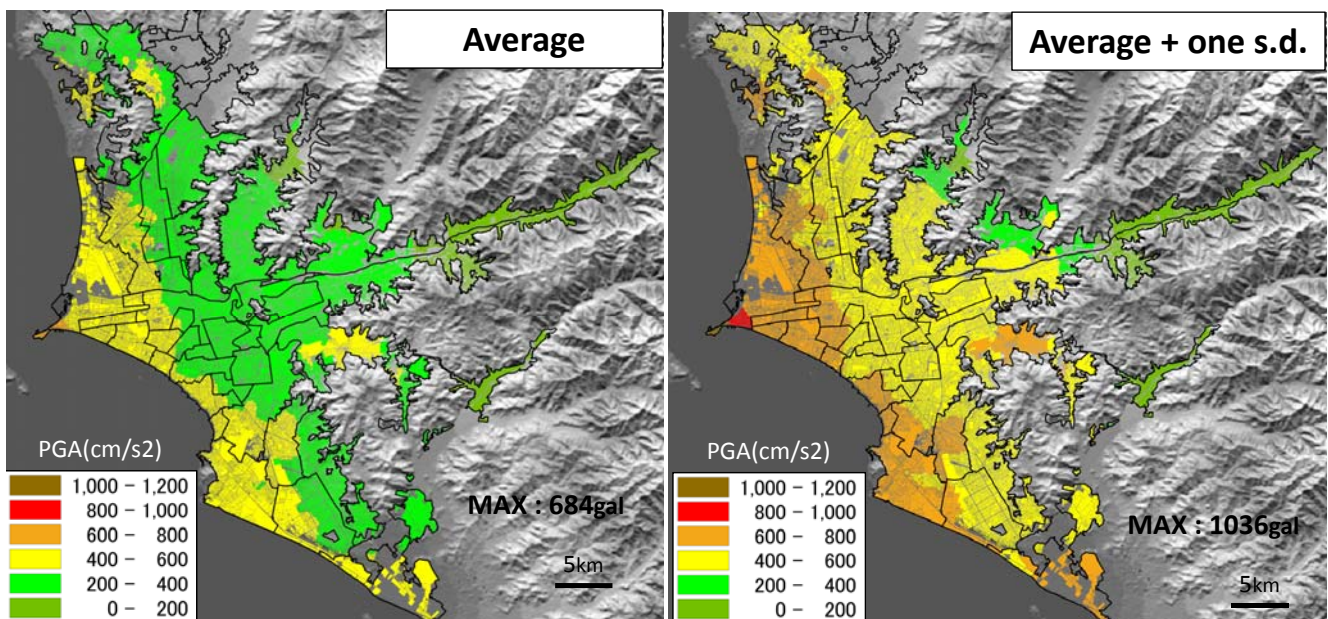 Average
PGA(cm/s2)
1,000 − 1,200
800 − 1,000
600 − 800
400 − 600
200 − 400
0 − 200
MAX : 684gal
5km
Average + one s.d.
PGA(cm/s2)
1,000 − 1,200
800 − 1,000
600 − 800
400 − 600
200 − 400
0 − 200
MAX : 1036gal
5km